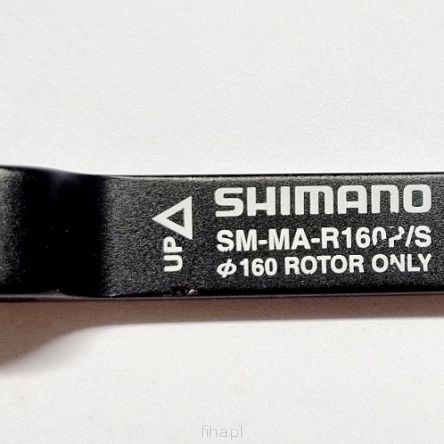 SHIMANO
SM-MA-R160P/S
ϕ160 ROTOR ONLY
UP
fiha.pl